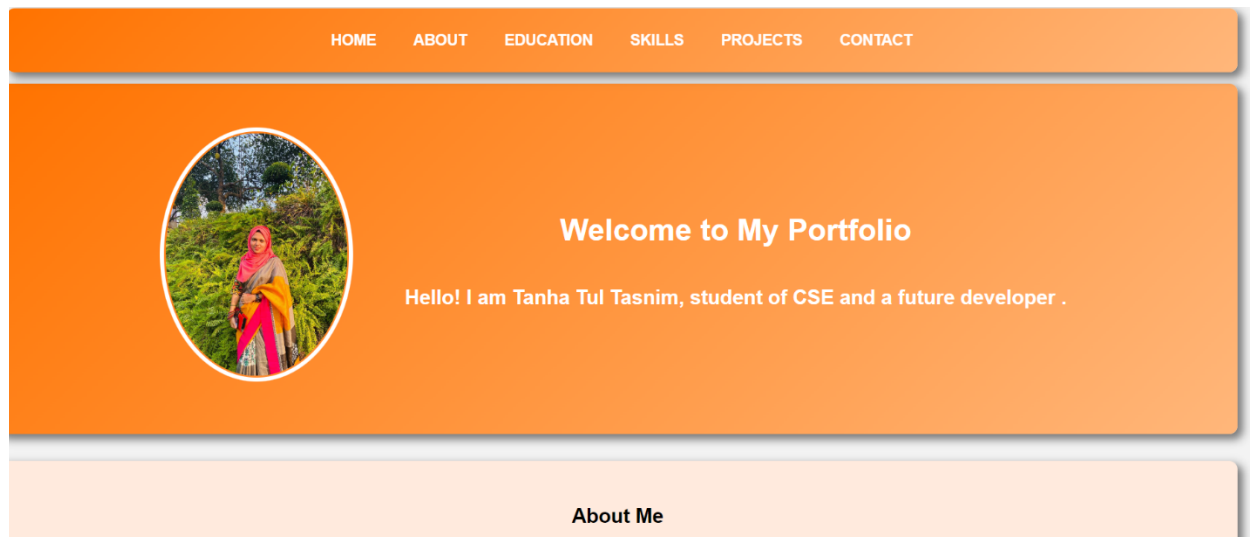 HOME ABOUT EDUCATION SKILLS PROJECTS CONTACT
Welcome to My Portfolio
Hello! I am Tanha Tul Tasnim, student of CSE and a future developer .
About Me